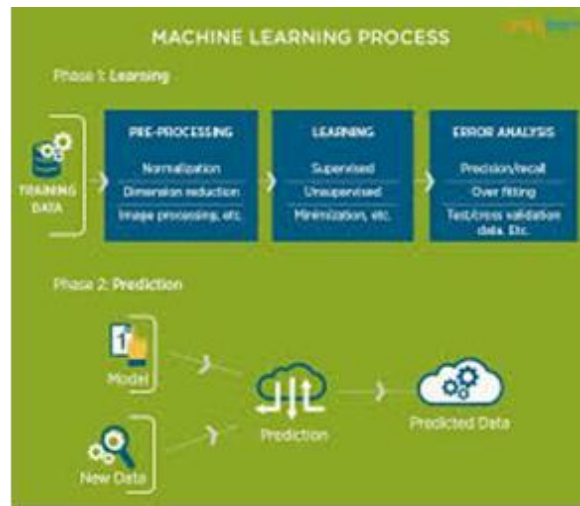 MACHINE LEARNING PROCESS
Phase 1: Learning
TRAINING
DATA
PRE-PROCESSING
Normalization
Dimension reduction
Image processing, etc.
LEARNING
Supervised
Unsupervised
Minimization, etc.
ERROR ANALYSIS
Precision/recall
Over fitting
Test/cross validation
data. Etc.
Phase 2: Prediction
1
Model
New Data
Prediction
Predicted Data